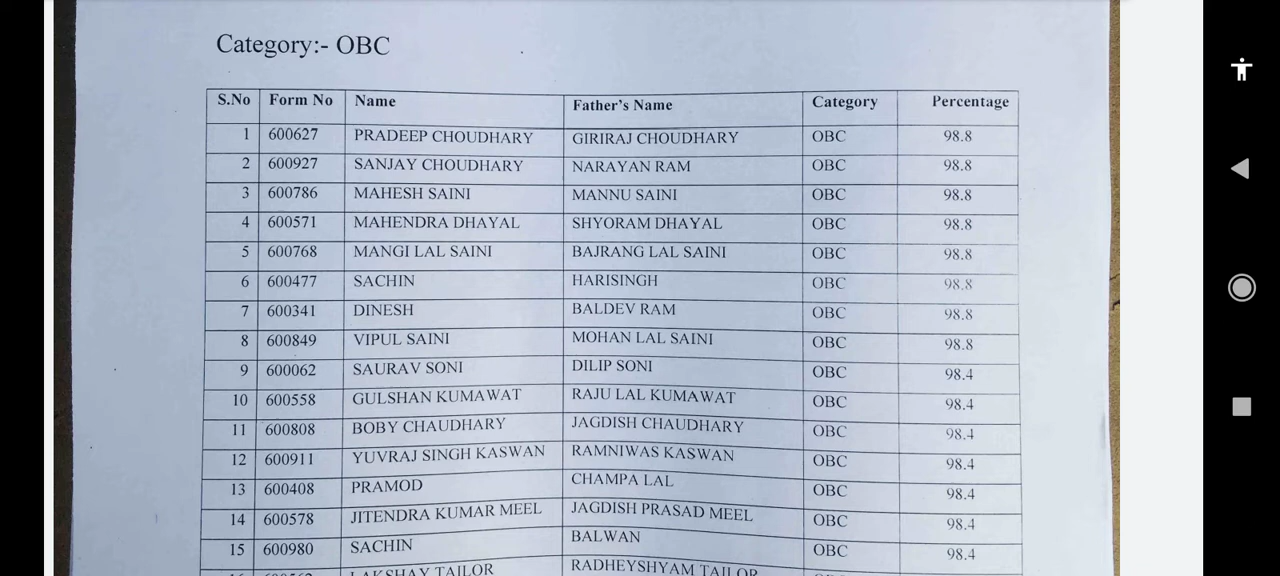 Category:- OBC
S.No Form No Name Father's Name Category Percentage
1 600627 PRADEEP CHOUDHARY GIRIRAJ CHOUDHARY OBC 98.8
2 600927 SANJAY CHOUDHARY NARAYAN RAM OBC 98.8
3 600786 MAHESH SAINI MANNU SAINI OBC 98.8
4 600571 MAHENDRA DHAYAL SHYORAM DHAYAL OBC 98.8
5 600768 MANGI LAL SAINI BAJRANG LAL SAINI OBC 98.8
6 600477 SACHIN HARISINGH OBC 98.8
7 600341 DINESH BALDEV RAM OBC 98.8
8 600849 VIPUL SAINI MOHAN LAL SAINI OBC 98.8
9 600062 SAURAV SONI DILIP SONI OBC 98.4
10 600558 GULSHAN KUMAWAT RAJU LAL KUMAWAT OBC 98.4
11 600808 BOBY CHAUDHARY JAGDISH CHAUDHARY OBC 98.4
12 600911 YUVRAJ SINGH KASWAN RAMNIWAS KASWAN OBC 98.4
13 600408 PRAMOD CHAMPA LAL OBC 98.4
14 600578 JITENDRA KUMAR MEEL JAGDISH PRASAD MEEL OBC 98.4
15 600980 SACHIN BALWAN OBC 98.4
LAKSHAY TAILOR RADHEYSHYAM TAILOR